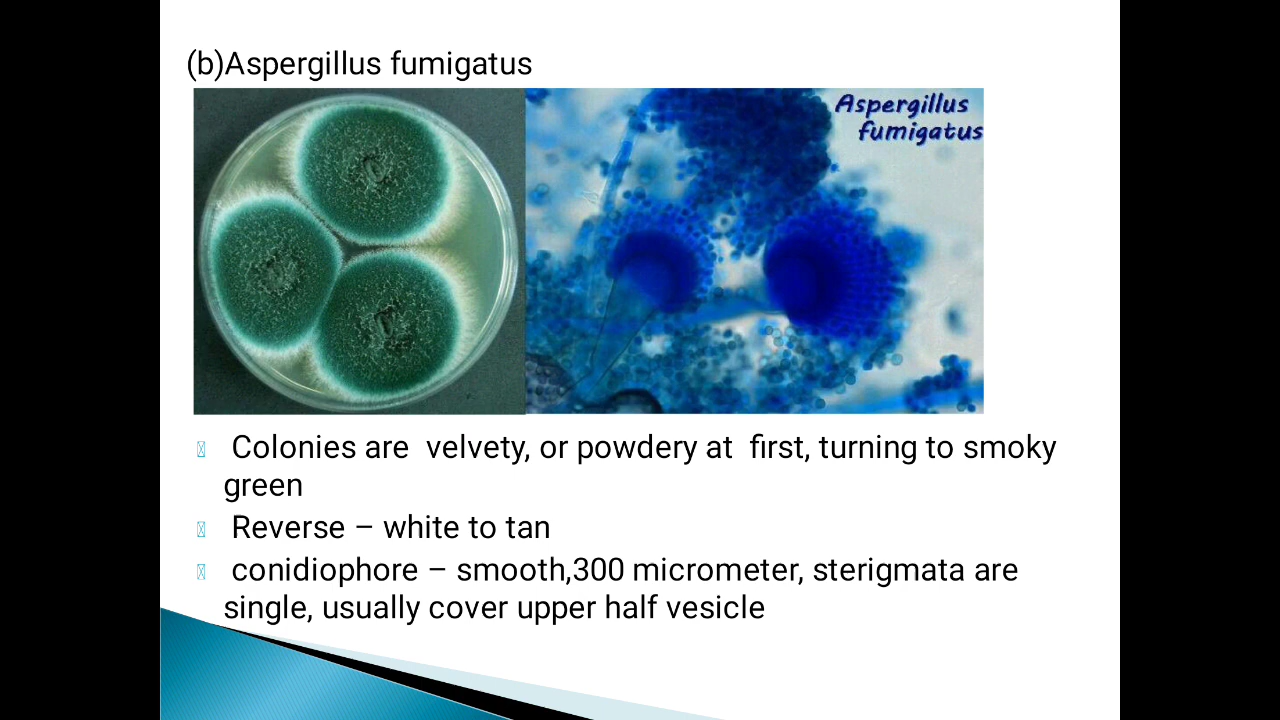 (b)Aspergillus fumigatus
Aspergillus
fumigatus
Colonies are velvety, or powdery at first, turning to smoky
green
Reverse – white to tan
conidiophore – smooth,300 micrometer, sterigmata are
single, usually cover upper half vesicle